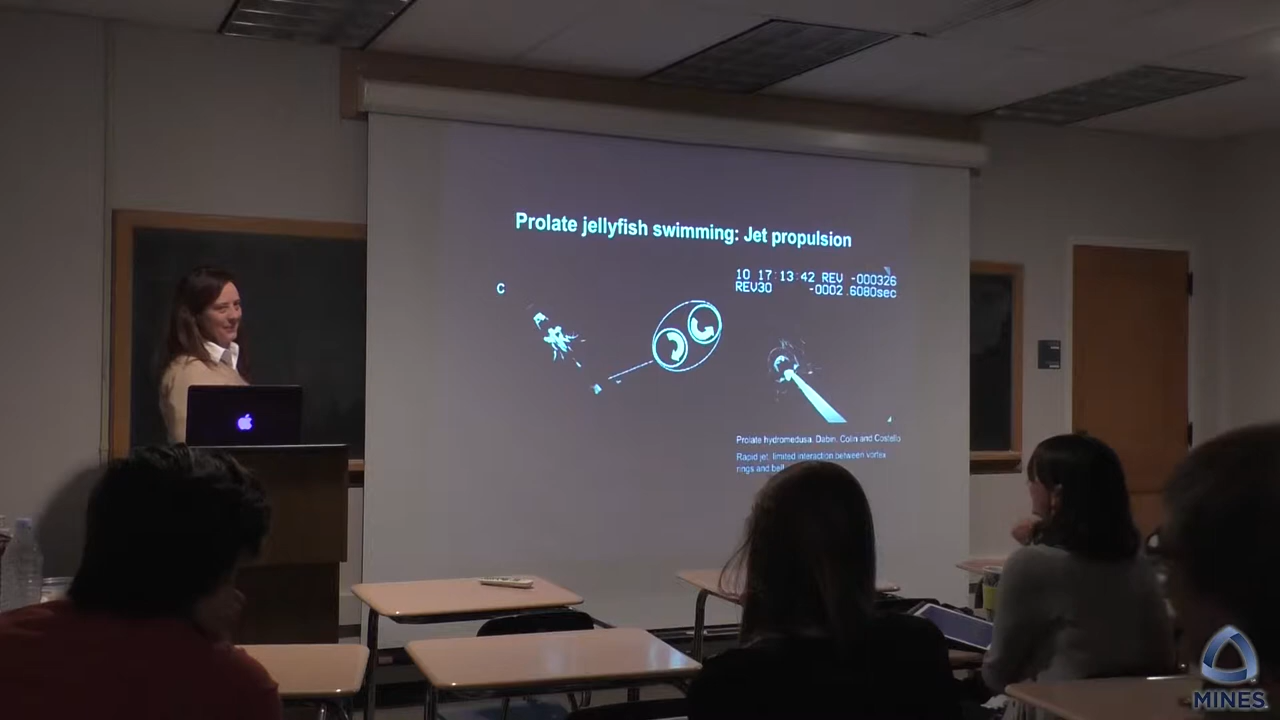 Prolate jellyfish swimming: Jet propulsion
C
10 17:13:42 REV -000326
REV30 -0002.6080sec
Prolate hydromedusa. Dabiri, Colin and Costello
Rapid jet, limited interaction between vortex
rings and bell
MINES